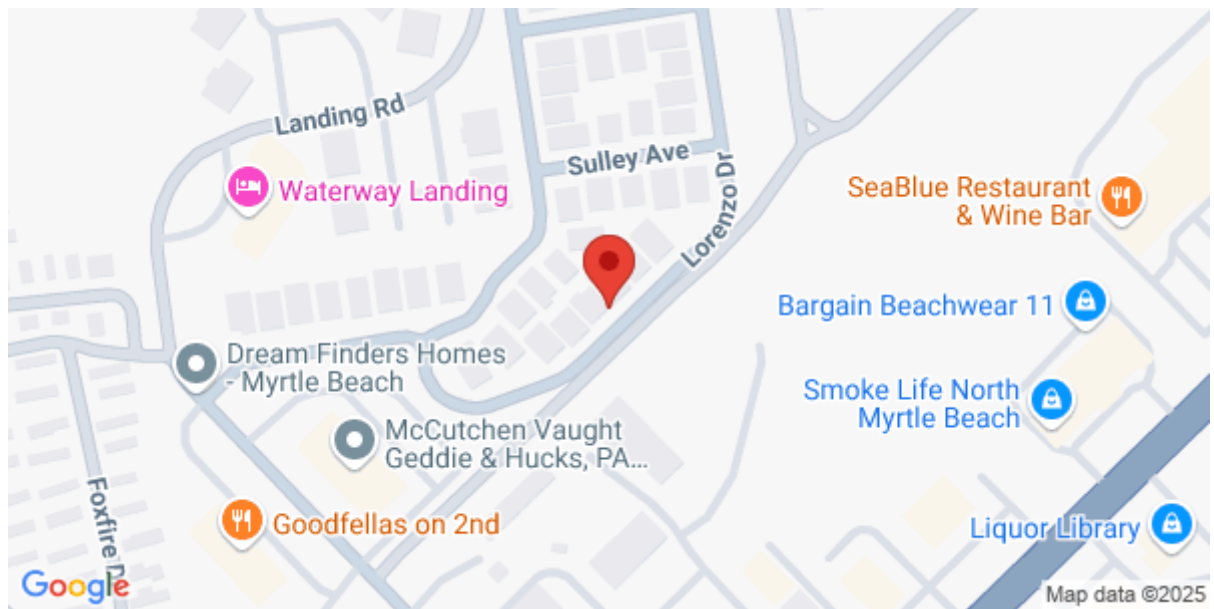 Landing Rd
Sulley Ave
Waterway Landing
Lorenzo Dr
SeaBlue Restaurant
& Wine Bar
Bargain Beachwear 11
Dream Finders Homes
- Myrtle Beach
Smoke Life North
Myrtle Beach
McCutchen Vaught
Geddie & Hucks, PA...
Foxfire D
Goodfellas on 2nd
Liquor Library
Google
Map data ©2025